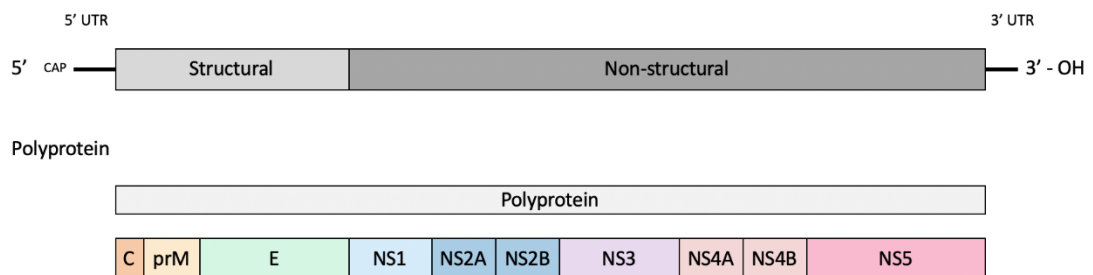 5’ UTR 3’ UTR
5’ CAP Structural Non-structural 3’ - OH
Polyprotein
Polyprotein
C prM E NS1 NS2A NS2B NS3 NS4A NS4B NS5